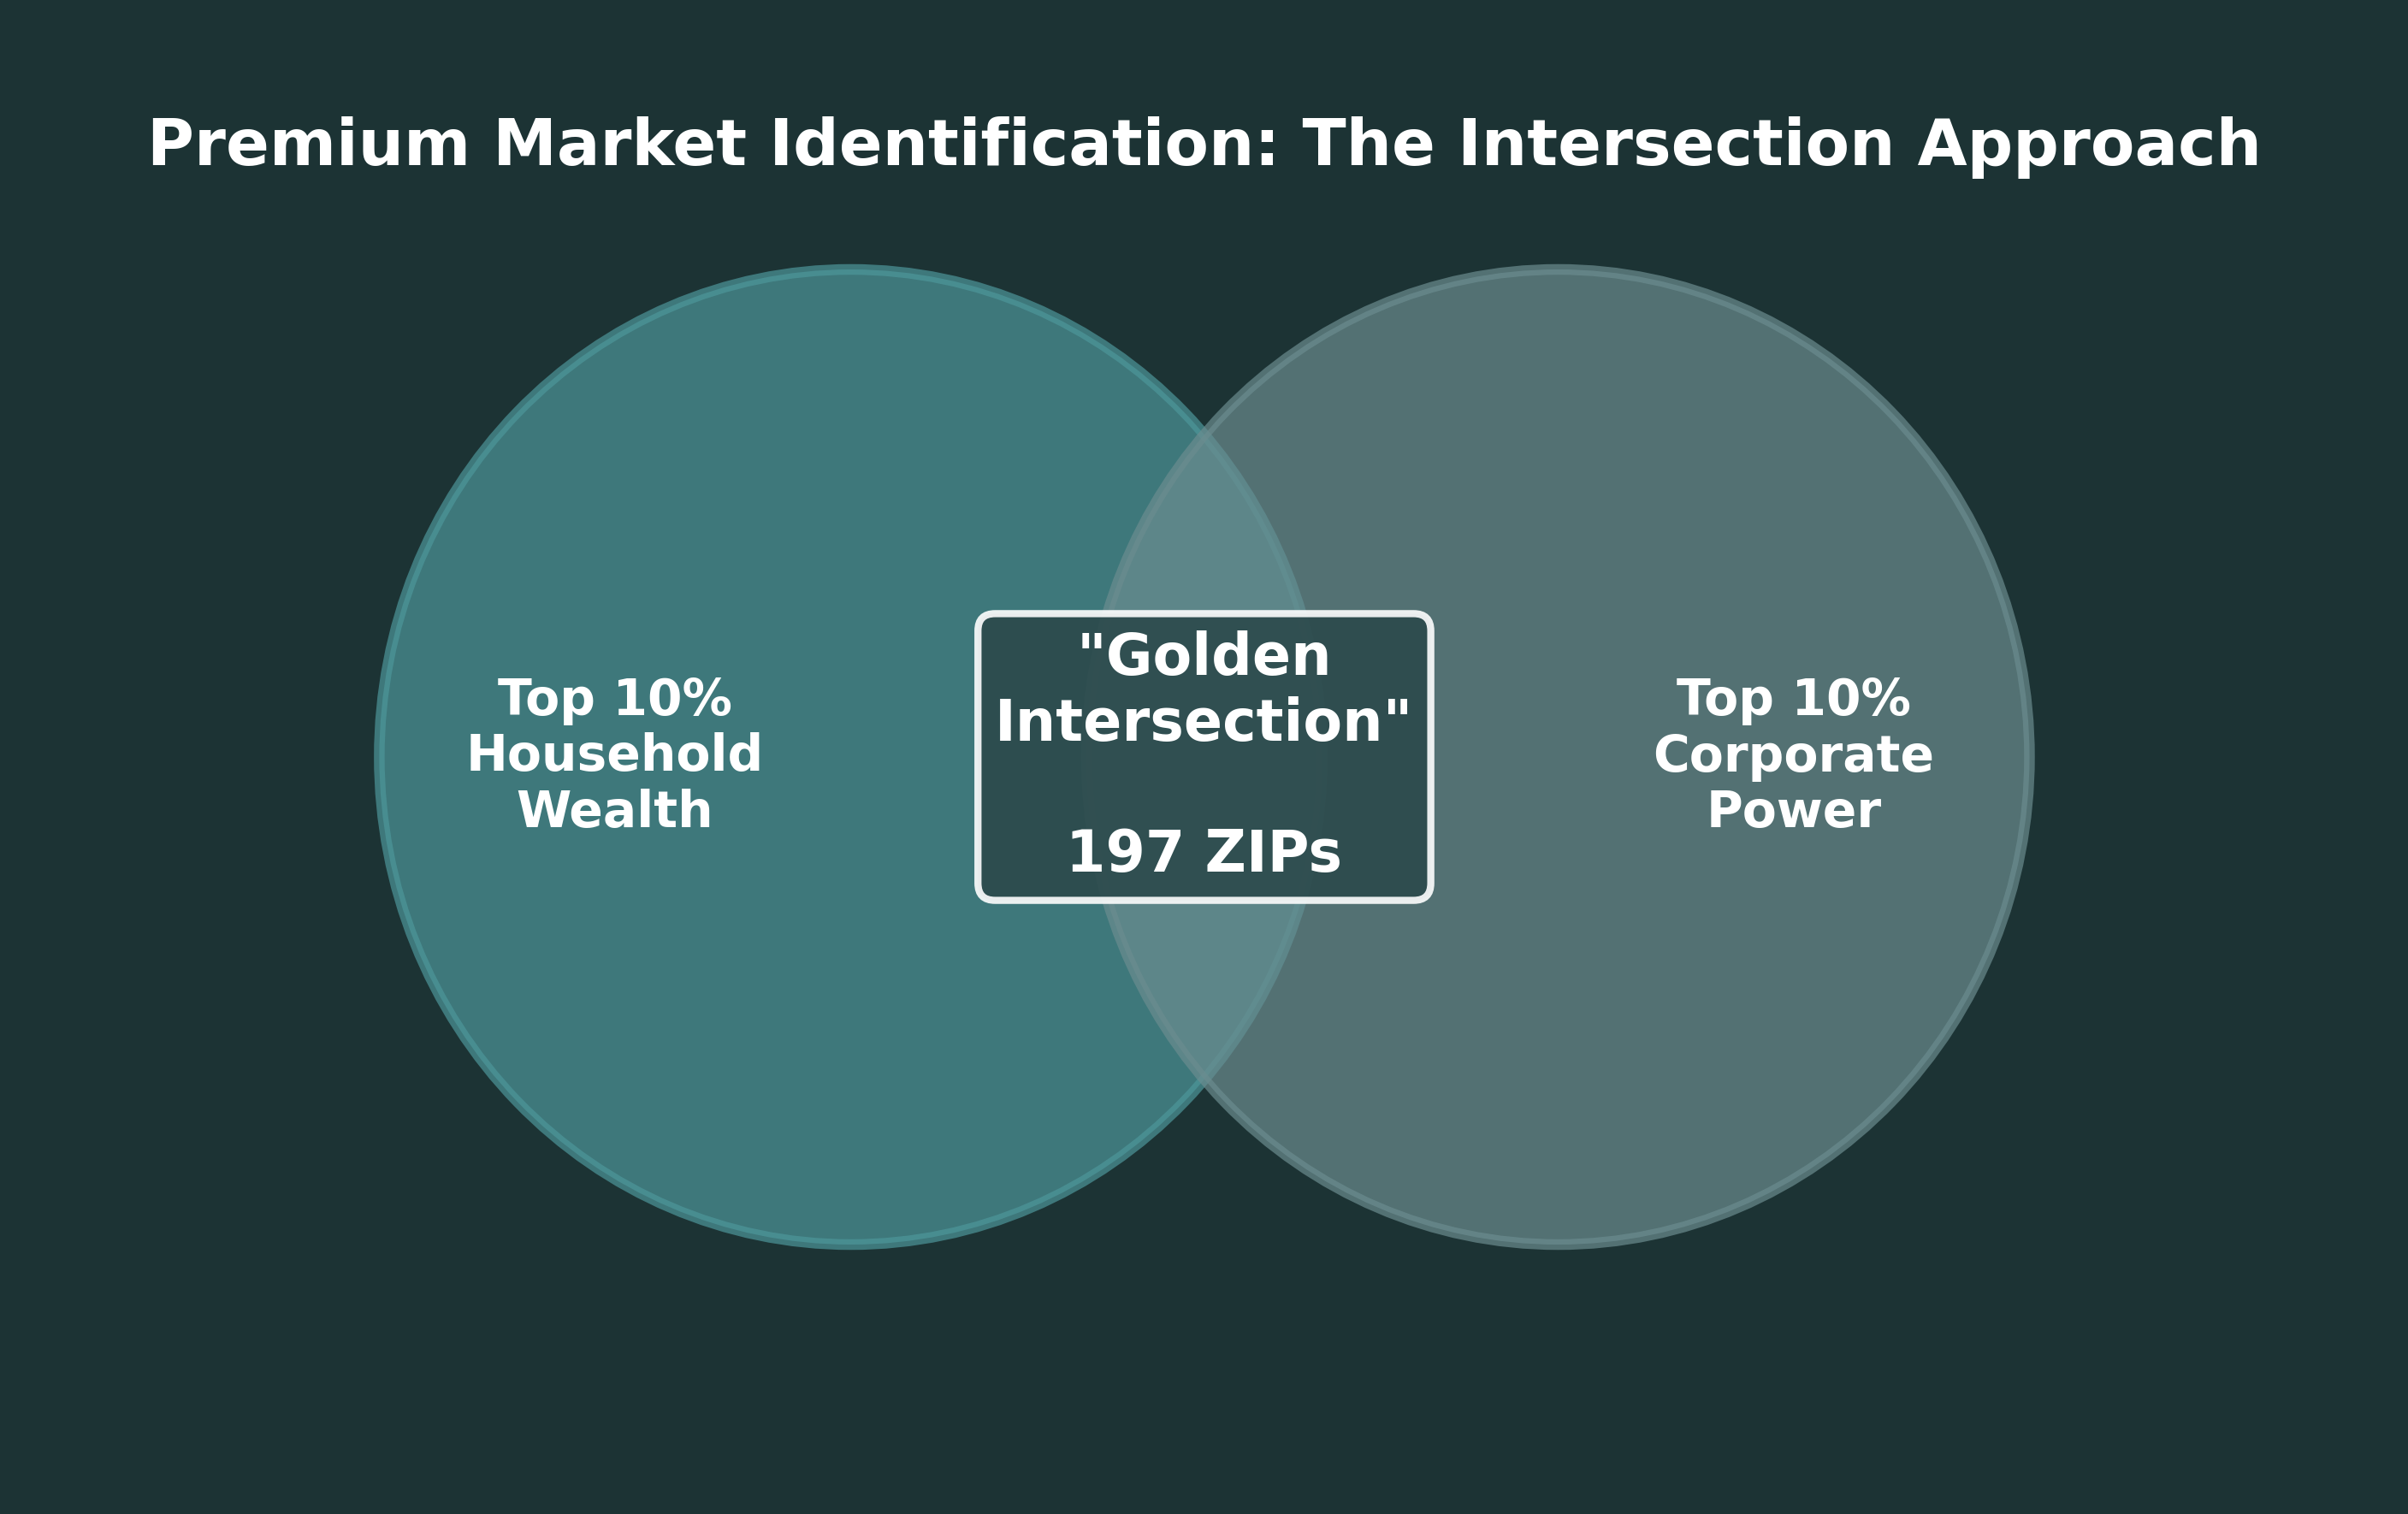 Premium Market Identification: The Intersection Approach
Top 10%
Household
Wealth
"Golden
Intersection"
197 ZIPs
Top 10%
Corporate
Power